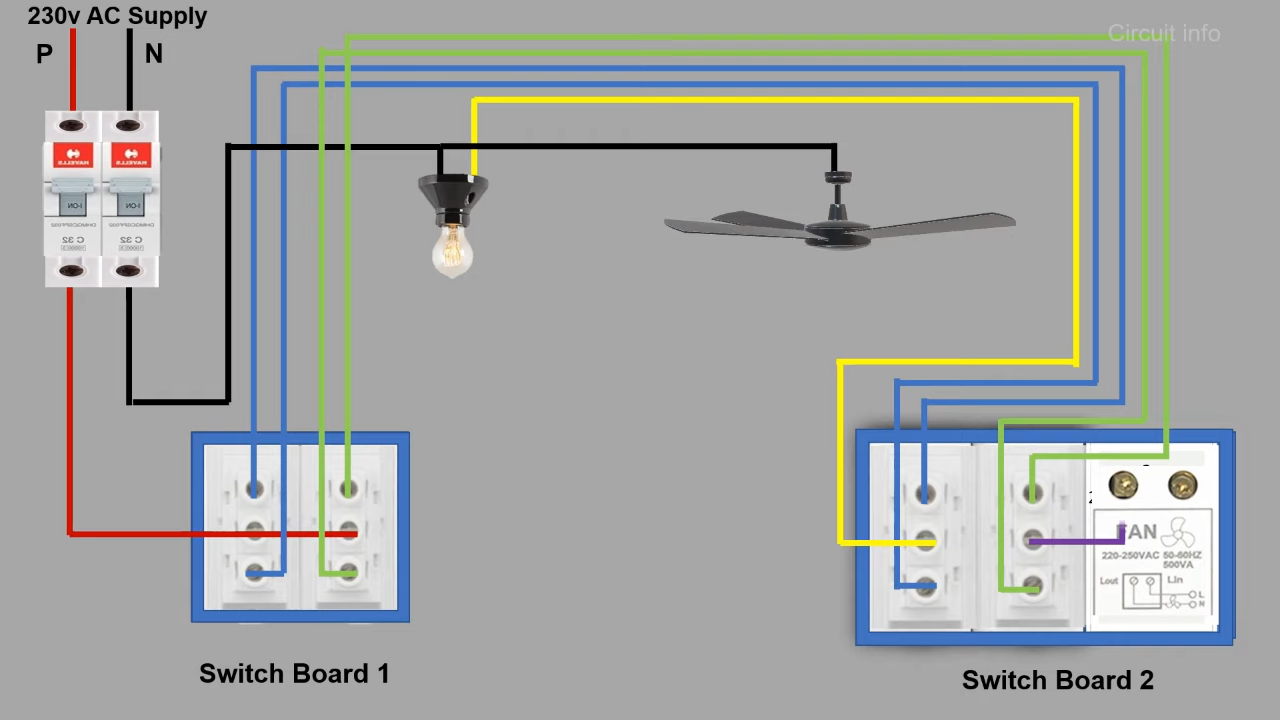 230v AC Supply
P N
Circuit info
HAVELLS HAVELLS
I-ON I-ON
C 32 C 32
FAN
220-250VAC 50-60HZ
500VA
Lout Lin
L
N
Switch Board 1
Switch Board 2